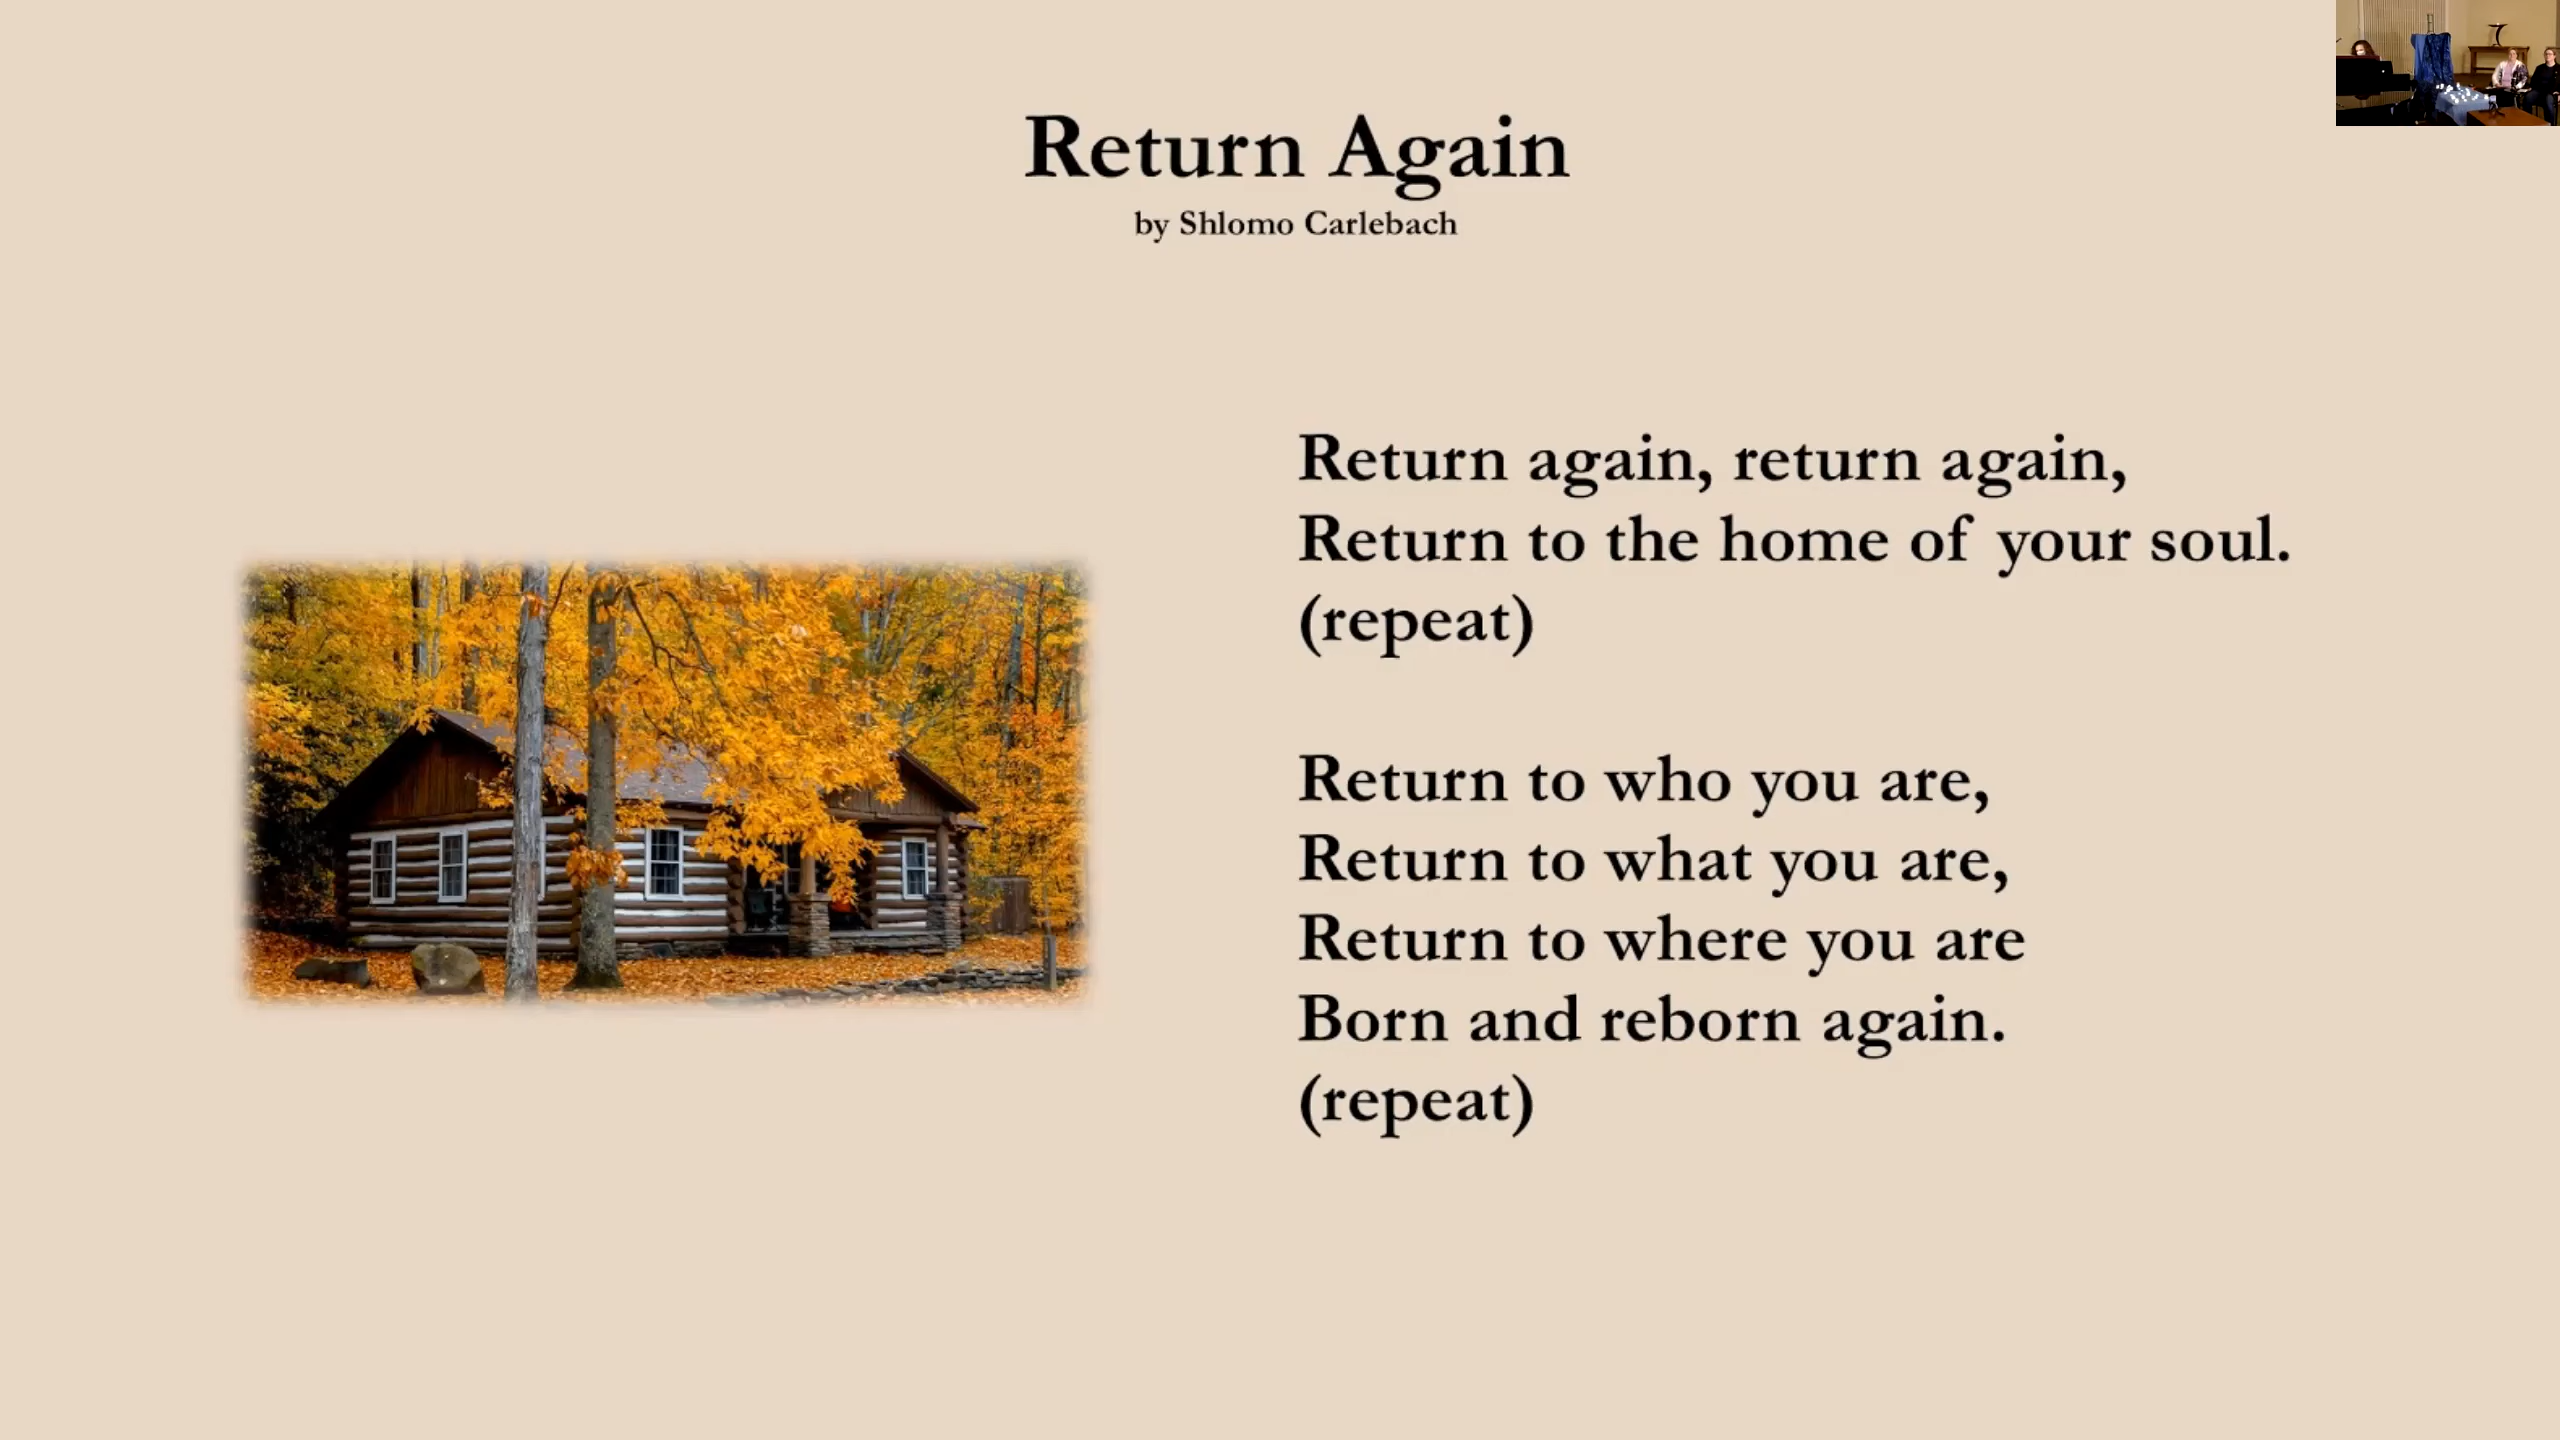 Return Again
by Shlomo Carlebach
Return again, return again,
Return to the home of your soul.
(repeat)
Return to who you are,
Return to what you are,
Return to where you are
Born and reborn again.
(repeat)